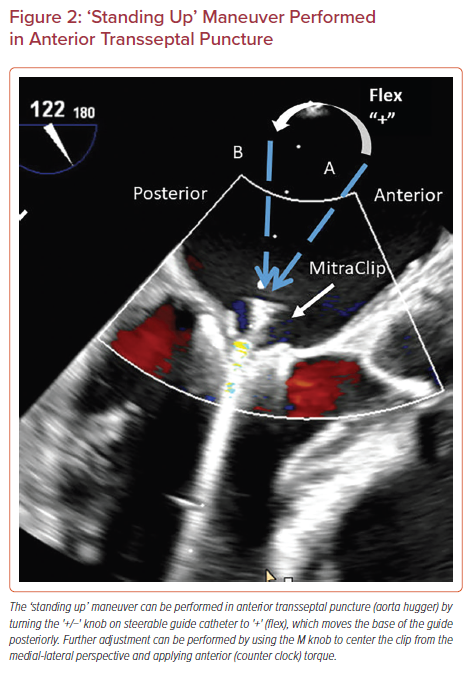 Figure 2: ‘Standing Up’ Maneuver Performed
in Anterior Transseptal Puncture
122 180
Flex
“+”
B
A
Posterior
Anterior
MitraClip
The ‘standing up’ maneuver can be performed in anterior transseptal puncture (aorta hugger) by
turning the ‘+/–’ knob on steerable guide catheter to ‘+’ (flex), which moves the base of the guide
posteriorly. Further adjustment can be performed by using the M knob to center the clip from the
medial-lateral perspective and applying anterior (counter clock) torque.